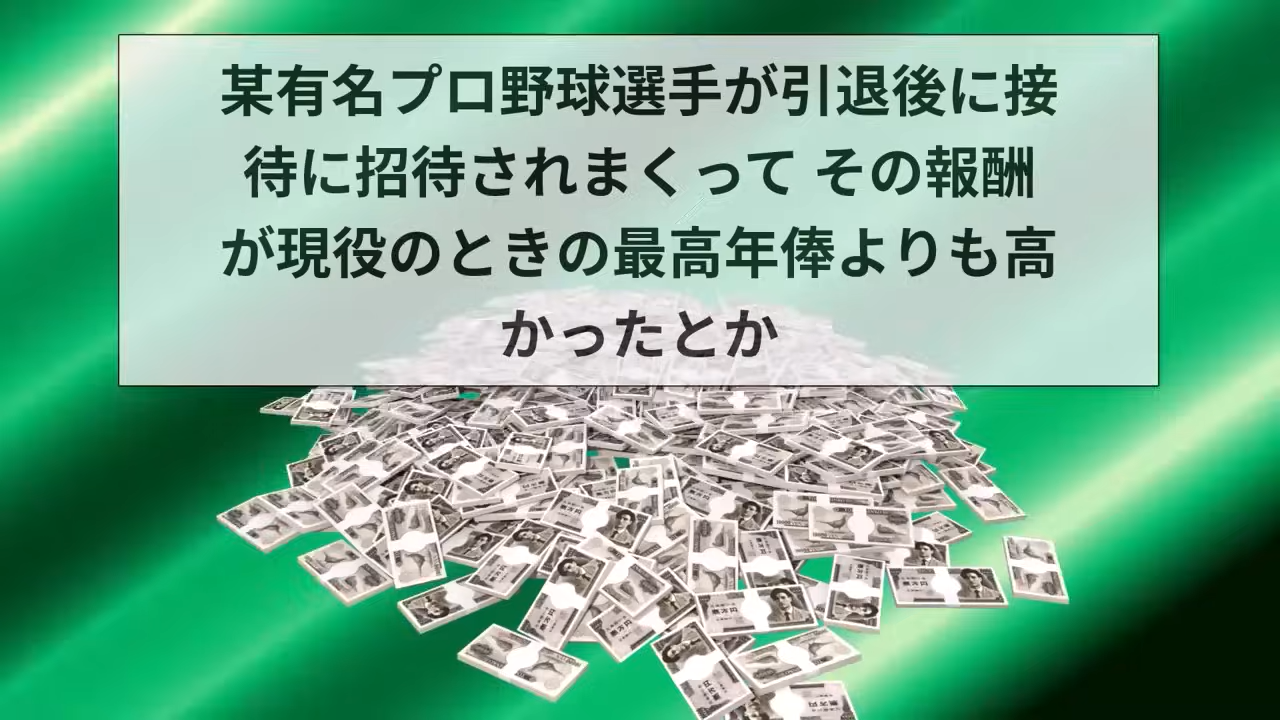 某有名プロ野球選手が引退後に接
待に招待されまくって その報酬
が現役のときの最高年俸よりも高
かったとか